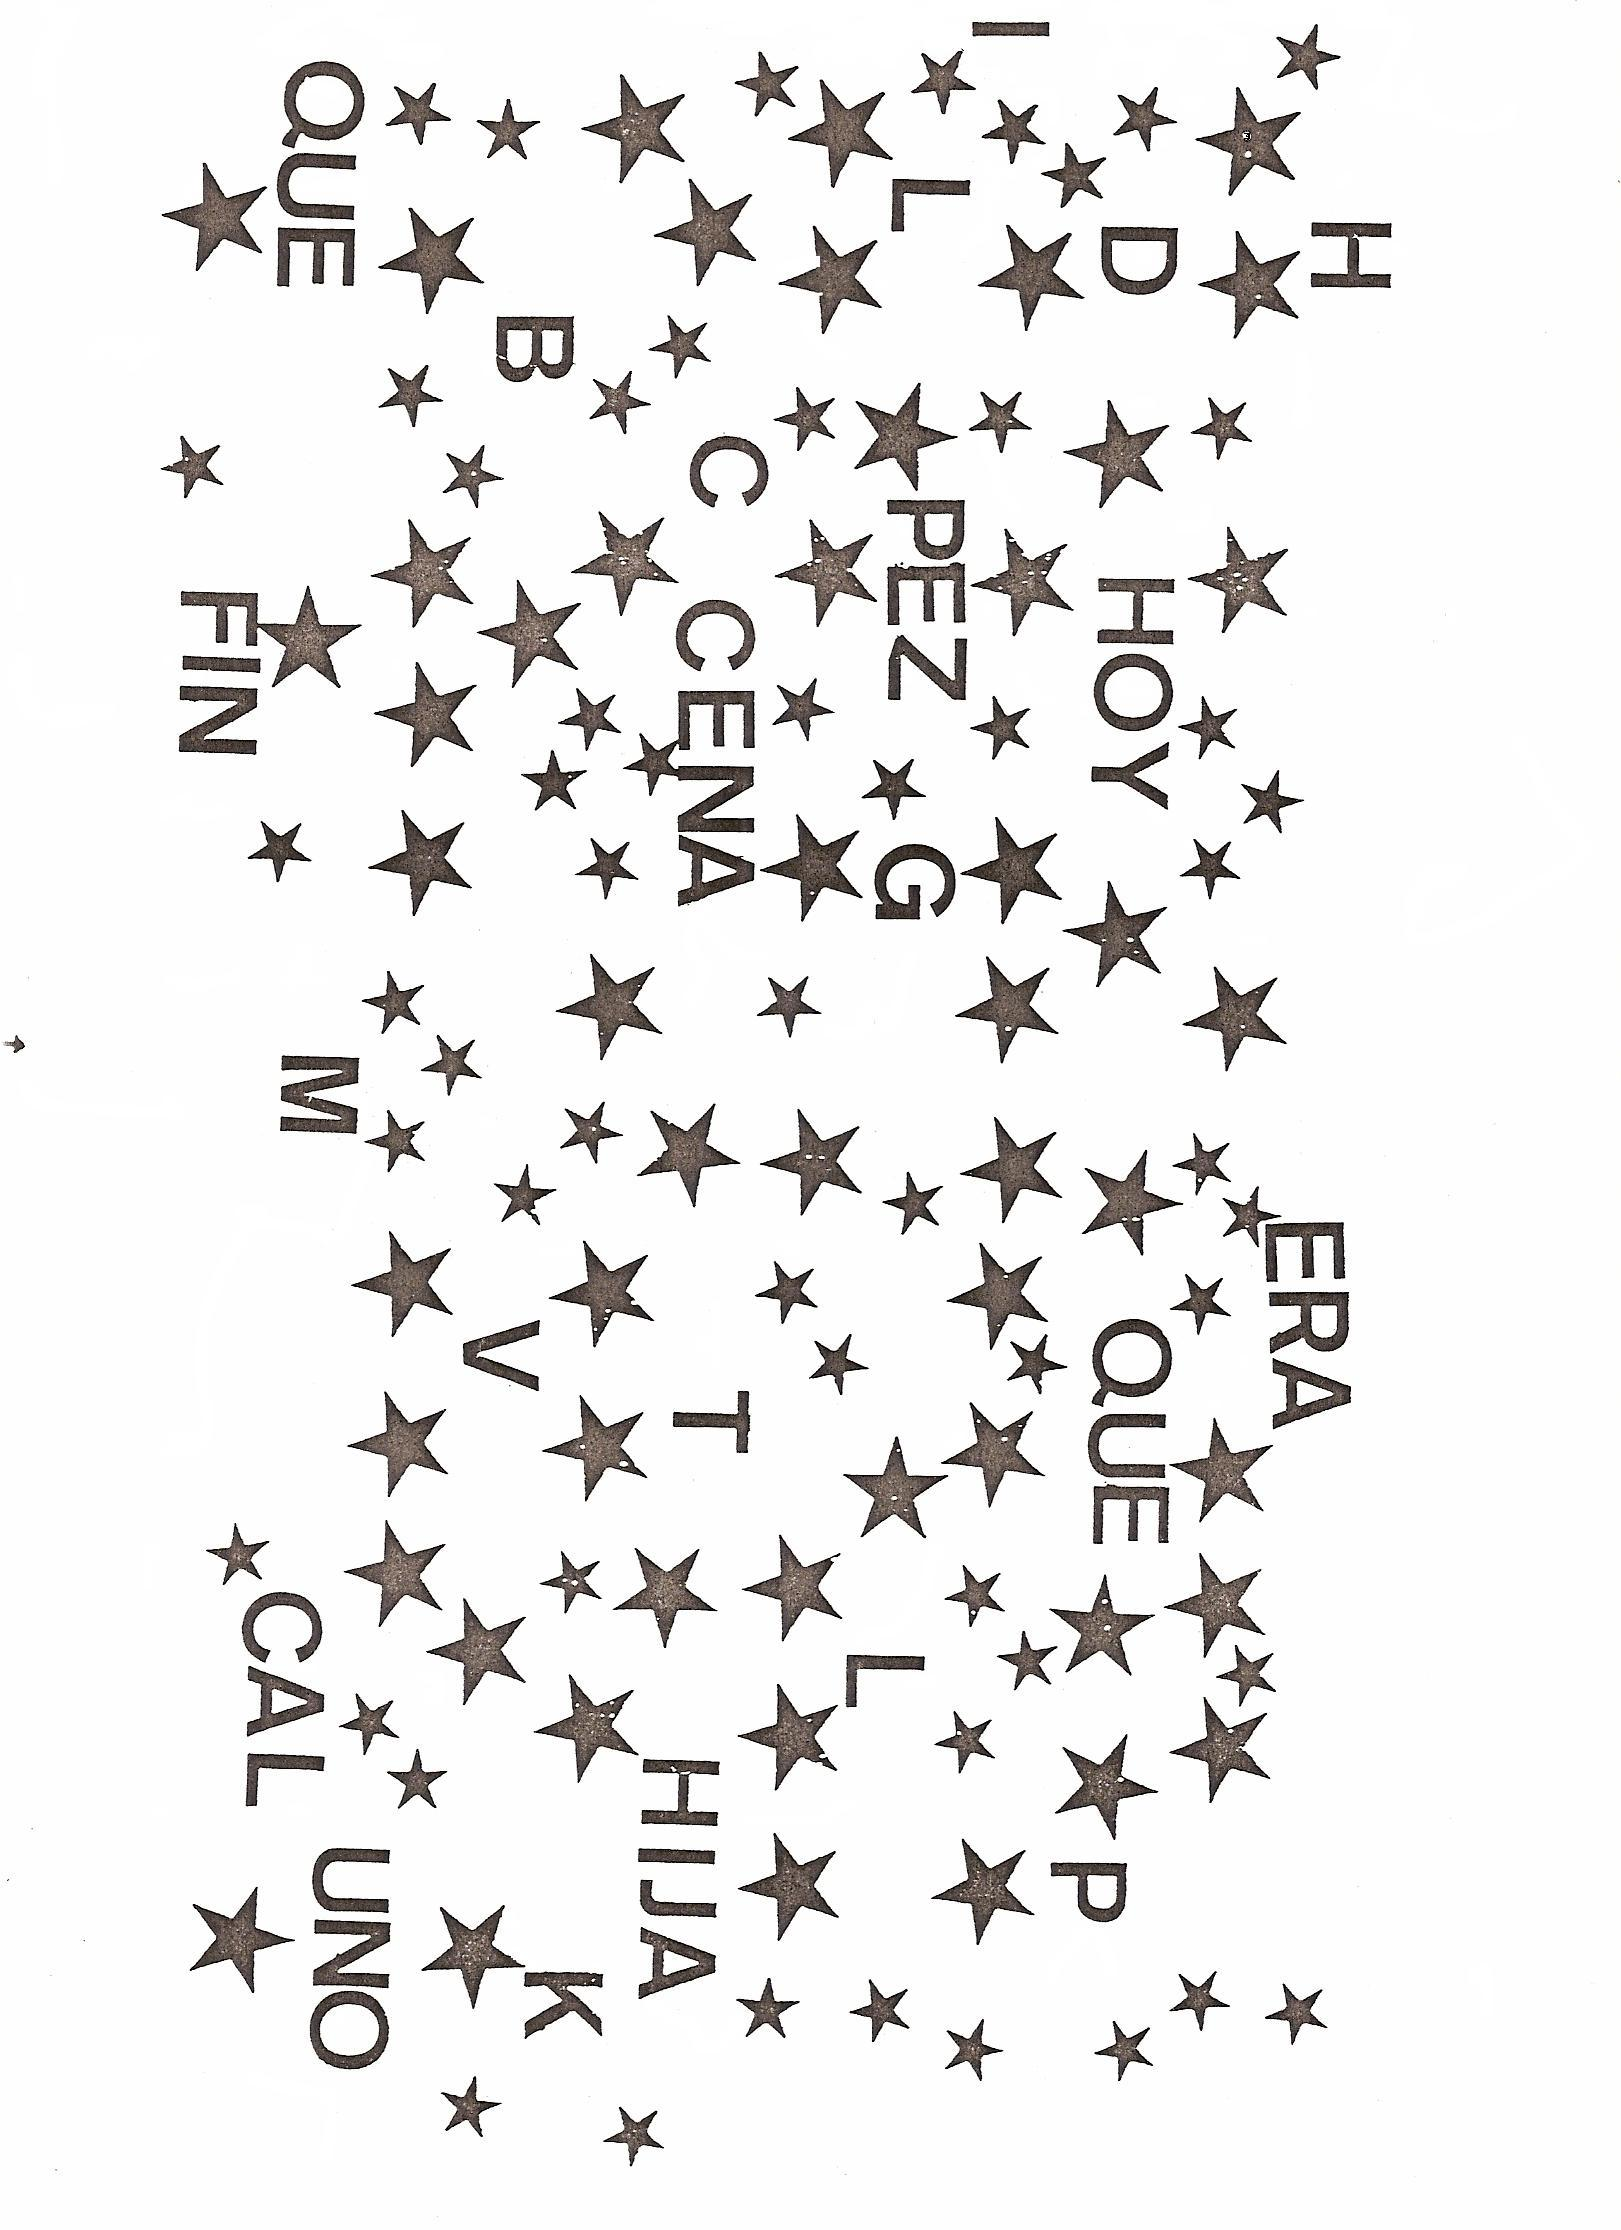 H ERA
D HOY QUE P
I
L PEZ G L
C CENA T HIJA
B V K
QUE M UNO
FIN CAL